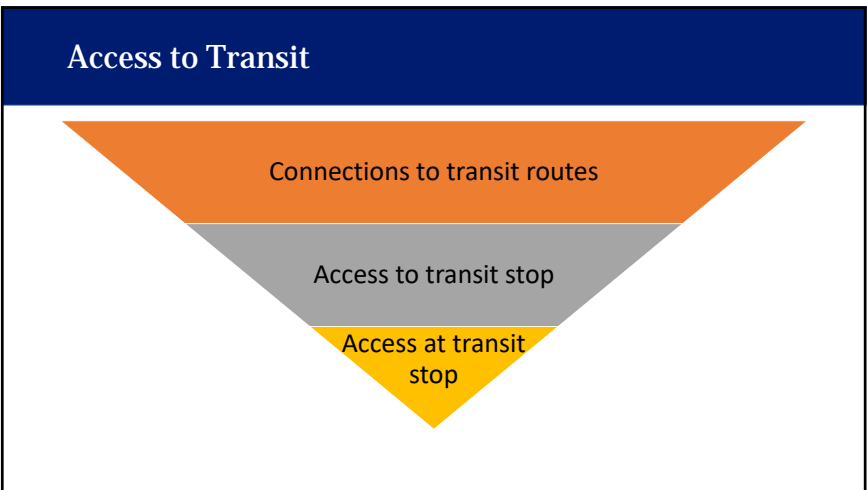 Access to Transit
Connections to transit routes
Access to transit stop
Access at transit
stop